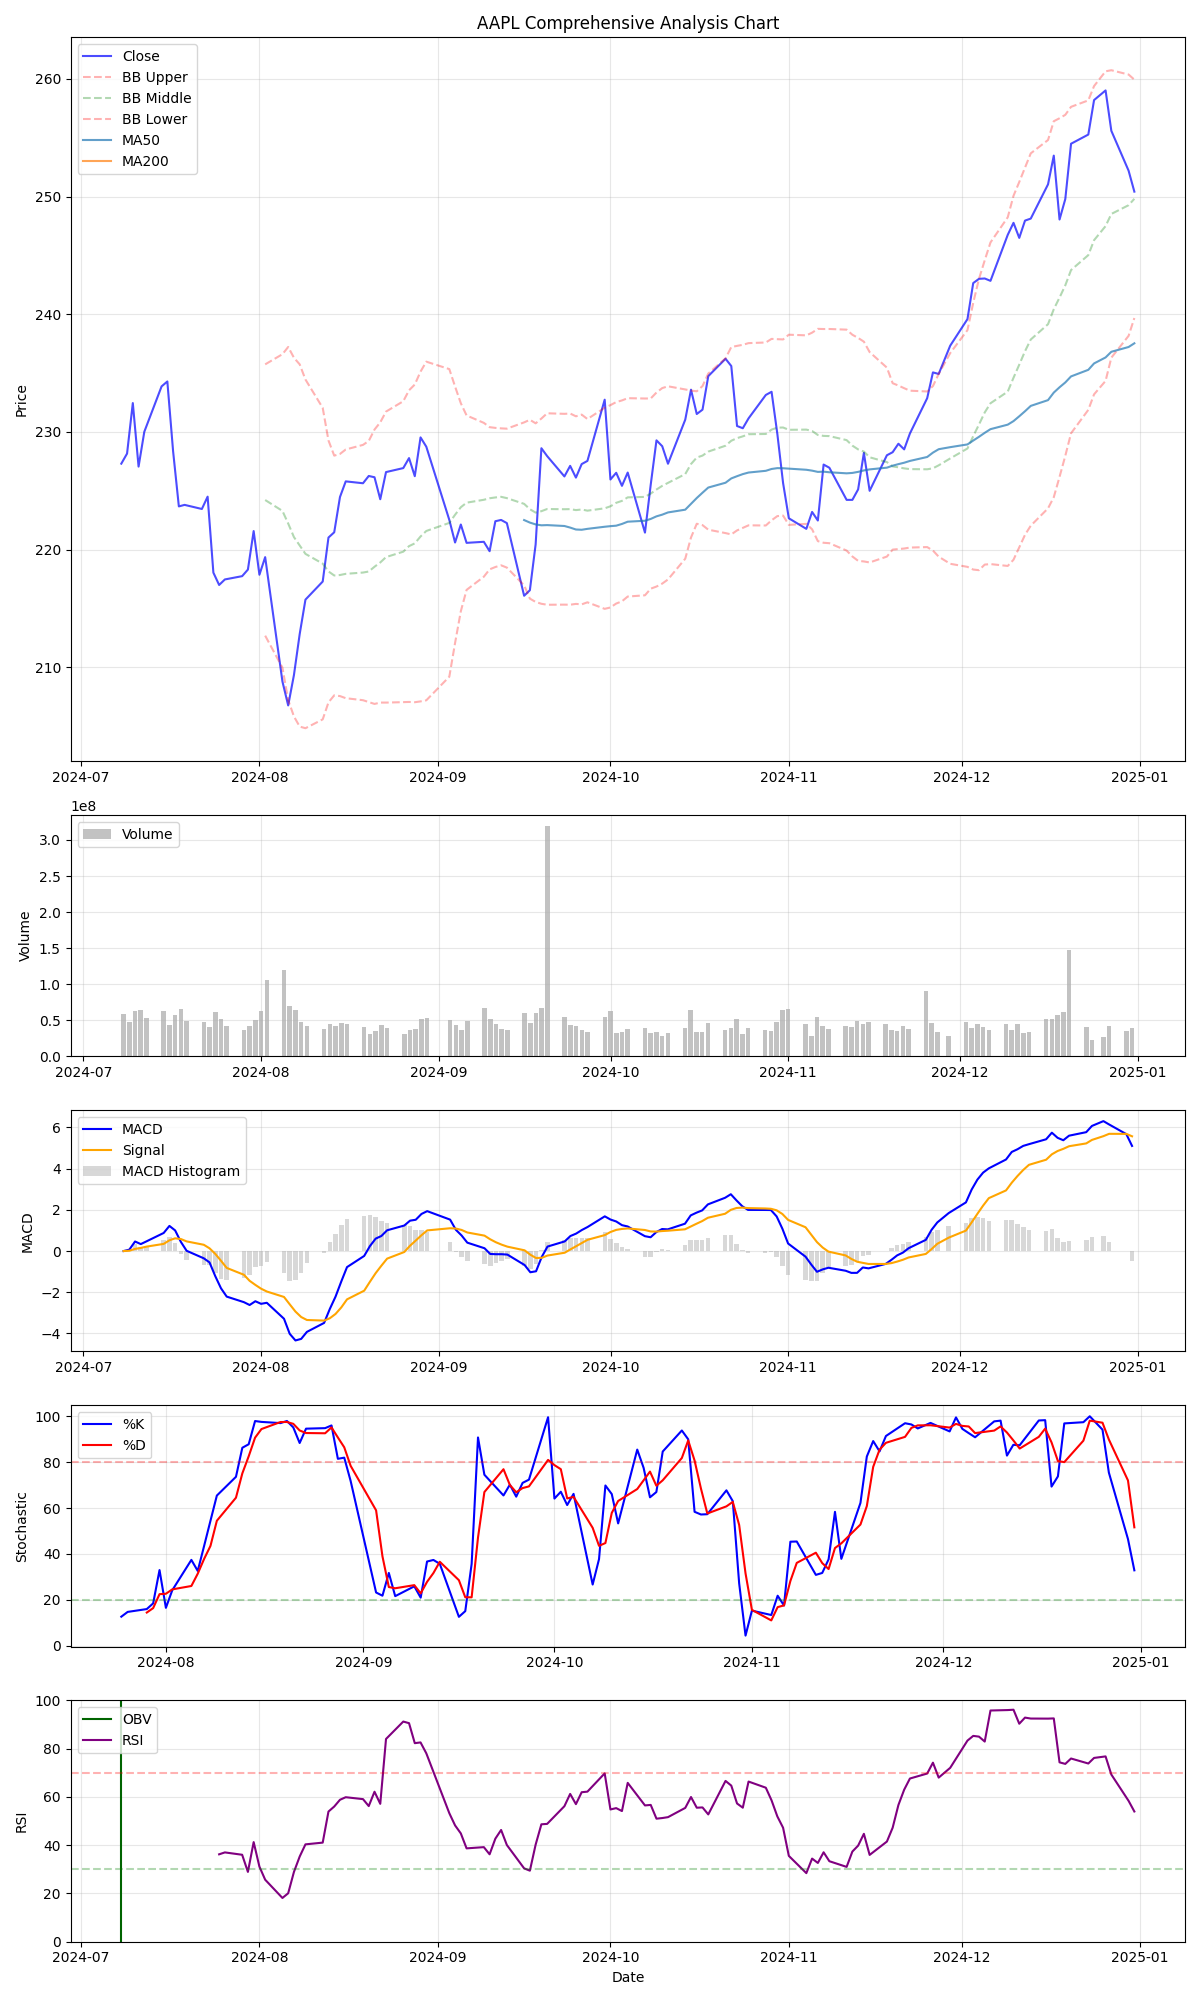 AAPL Comprehensive Analysis Chart
Close
BB Upper
BB Middle
BB Lower
MA50
MA200
260
250
240
230
220
210
Price
2024-07 2024-08 2024-09 2024-10 2024-11 2024-12 2025-01
1e8
Volume
3.0
2.5
2.0
1.5
1.0
0.5
0.0
Volume
2024-07 2024-08 2024-09 2024-10 2024-11 2024-12 2025-01
MACD
Signal
MACD Histogram
6
4
2
0
−2
−4
MACD
2024-07 2024-08 2024-09 2024-10 2024-11 2024-12 2025-01
%K
%D
100
80
60
40
20
0
Stochastic
2024-08 2024-09 2024-10 2024-11 2024-12 2025-01
OBV
RSI
100
80
60
40
20
0
RSI
2024-07 2024-08 2024-09 2024-10 2024-11 2024-12 2025-01
Date